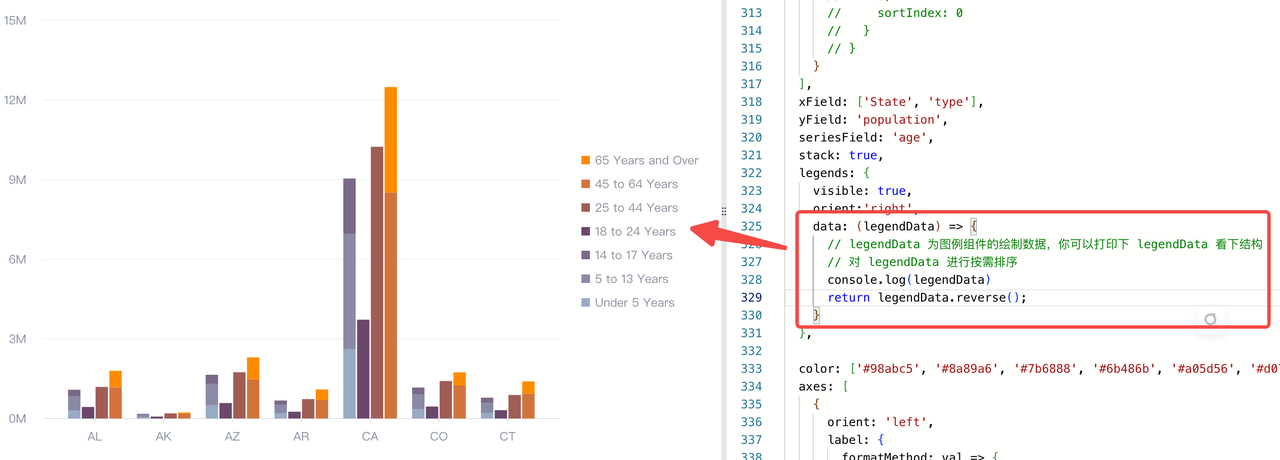 15M
12M
9M
6M
3M
0M
AL
AK
AZ
AR
CA
CO
CT
65 Years and Over
45 to 64 Years
25 to 44 Years
18 to 24 Years
14 to 17 Years
5 to 13 Years
Under 5 Years
313 // sortIndex: 0
314 // }
315 // }
316 }
317 ],
318 xField: ['State', 'type'],
319 yField: 'population',
320 seriesField: 'age',
321 stack: true,
322 legends: {
323 visible: true,
324 orient:'right',
325 data: (legendData) => {
326 // legendData 为图例组件的绘制数据，你可以打印下 legendData 看下结构
327 // 对 legendData 进行按需排序
328 console.log(legendData)
329 return legendData.reverse();
330 }
331 },
332
333 color: ['#98abc5', '#8a89a6', '#7b6888', '#6b486b', '#a05d56', '#d0
334 axes: [
335 {
336 orient: 'left',
337 label: {
338 formatMethod: val => {